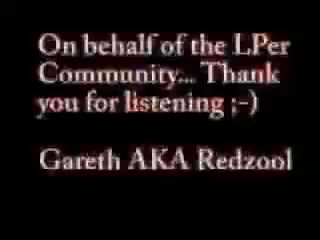 On behalf of the LPer
Community... Thank
you for listening ;-)
Gareth AKA Redzool